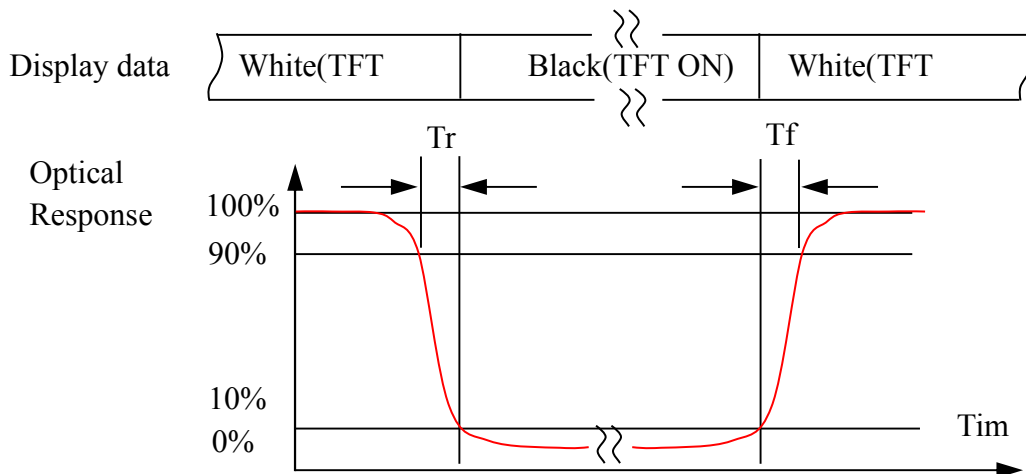 Display data
White(TFT
Black(TFT ON)
White(TFT
Tr
Tf
Optical
Response
100%
90%
10%
0%
Tim